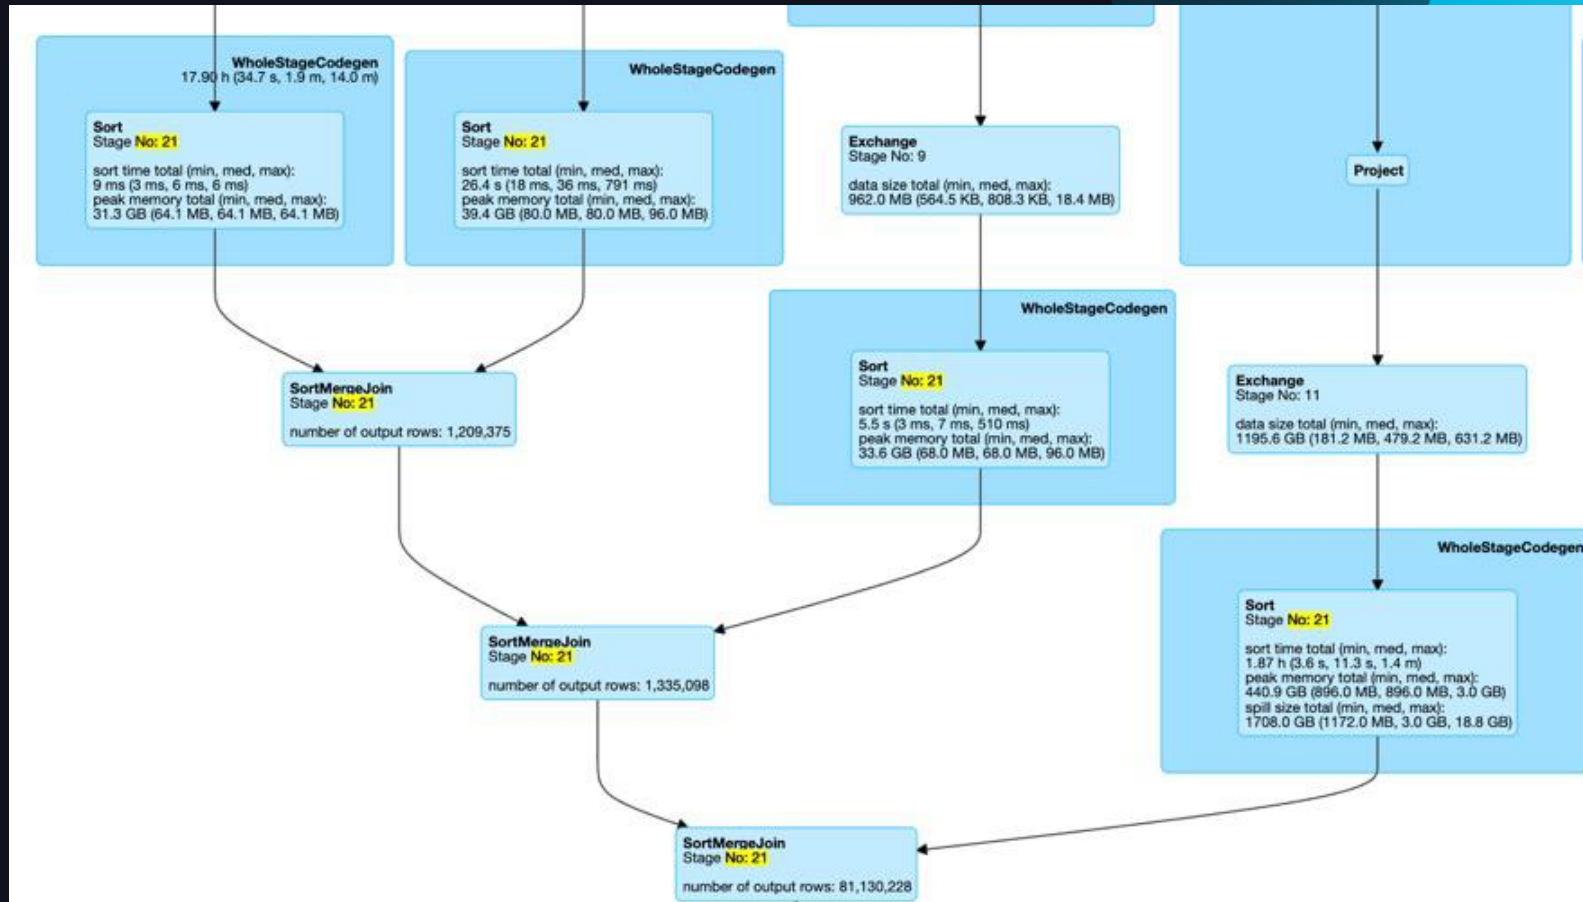 WholeStageCodegen
17.90 h (34.7 s, 1.9 m, 14.0 m)
Sort
Stage No: 21
sort time total (min, med, max):
9 ms (3 ms, 6 ms, 6 ms)
peak memory total (min, med, max):
31.3 GB (64.1 MB, 64.1 MB, 64.1 MB)
WholeStageCodegen
Sort
Stage No: 21
sort time total (min, med, max):
26.4 s (18 ms, 36 ms, 791 ms)
peak memory total (min, med, max):
39.4 GB (80.0 MB, 80.0 MB, 96.0 MB)
Exchange
Stage No: 9
data size total (min, med, max):
962.0 MB (564.5 KB, 808.3 KB, 18.4 MB)
Project
WholeStageCodegen
Sort
Stage No: 21
sort time total (min, med, max):
5.5 s (3 ms, 7 ms, 510 ms)
peak memory total (min, med, max):
33.6 GB (68.0 MB, 68.0 MB, 96.0 MB)
SortMergeJoin
Stage No: 21
number of output rows: 1,209,375
Exchange
Stage No: 11
data size total (min, med, max):
1195.6 GB (181.2 MB, 479.2 MB, 631.2 MB)
WholeStageCodegen
Sort
Stage No: 21
sort time total (min, med, max):
1.87 h (3.6 s, 11.3 s, 1.4 m)
peak memory total (min, med, max):
440.9 GB (896.0 MB, 896.0 MB, 3.0 GB)
spill size total (min, med, max):
1708.0 GB (1172.0 MB, 3.0 GB, 18.8 GB)
SortMergeJoin
Stage No: 21
number of output rows: 1,335,098
SortMergeJoin
Stage No: 21
number of output rows: 81,130,228